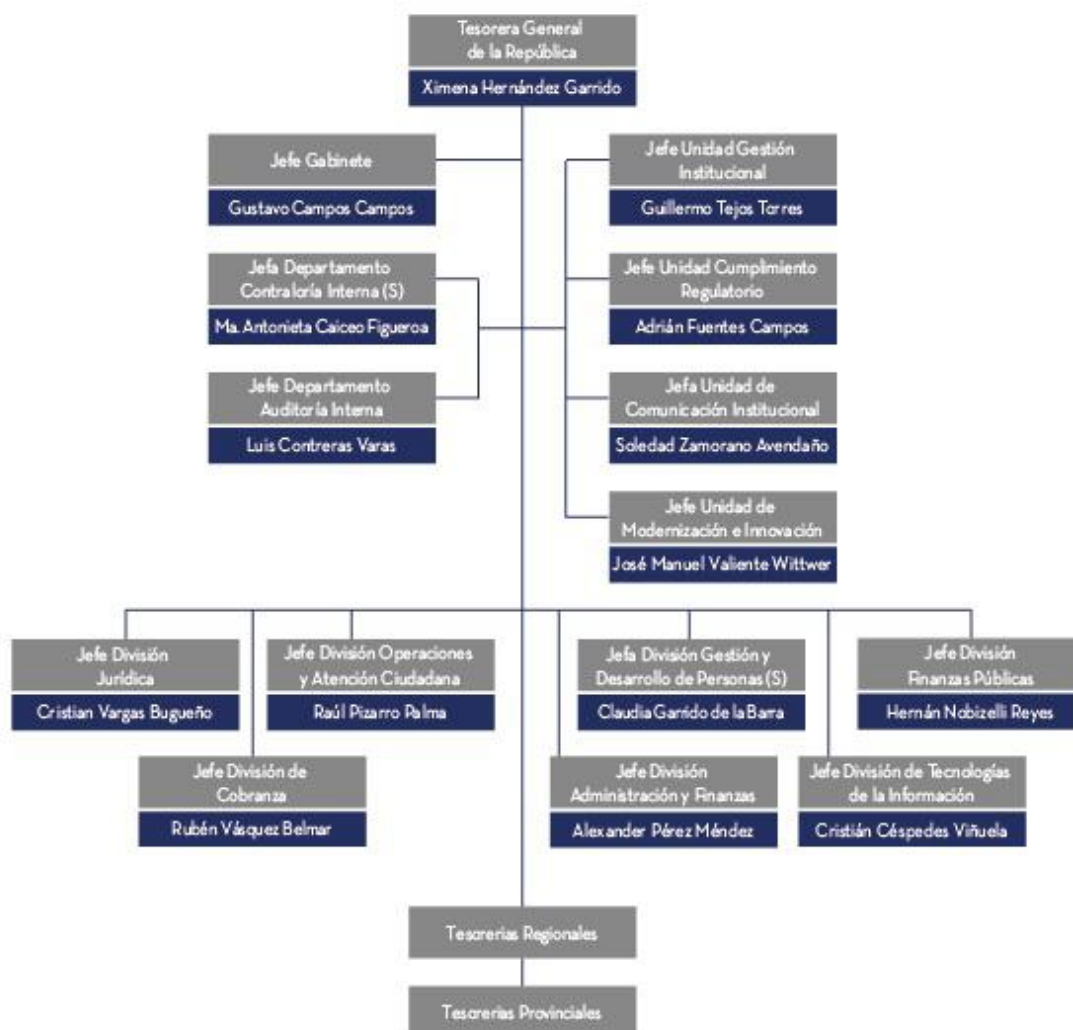 Tesorera General
de la República
Ximena Hernández Garrido
Jefe Gabinete
Gustavo Campos Campos
Jefe Unidad Gestión
Institucional
Guillermo Tejos Torres
Jefa Departamento
Contraloría Interna (S)
Ma. Antonieta Caiceo Figueroa
Jefe Unidad Cumplimiento
Regulatorio
Adrián Fuentes Campos
Jefe Departamento
Auditoría Interna
Luis Contreras Varas
Jefa Unidad de
Comunicación Institucional
Soledad Zamorano Avendaño
Jefe Unidad de
Modernización e Innovación
José Manuel Valiente Wittwer
Jefe División
Jurídica
Cristian Vargas Bugueño
Jefe División Operaciones
y Atención Ciudadana
Raúl Pizarro Palma
Jefa División Gestión y
Desarrollo de Personas (S)
Claudia Garrido de la Barra
Jefe División
Finanzas Públicas
Hernán Nobizelli Reyes
Jefe División de
Cobranza
Rubén Vásquez Belmar
Jefe División
Administración y Finanzas
Alexander Pérez Méndez
Jefe División de Tecnologías
de la Información
Cristián Céspedes Viñuela
Tesorerias Regionales
Tesorerias Provinciales